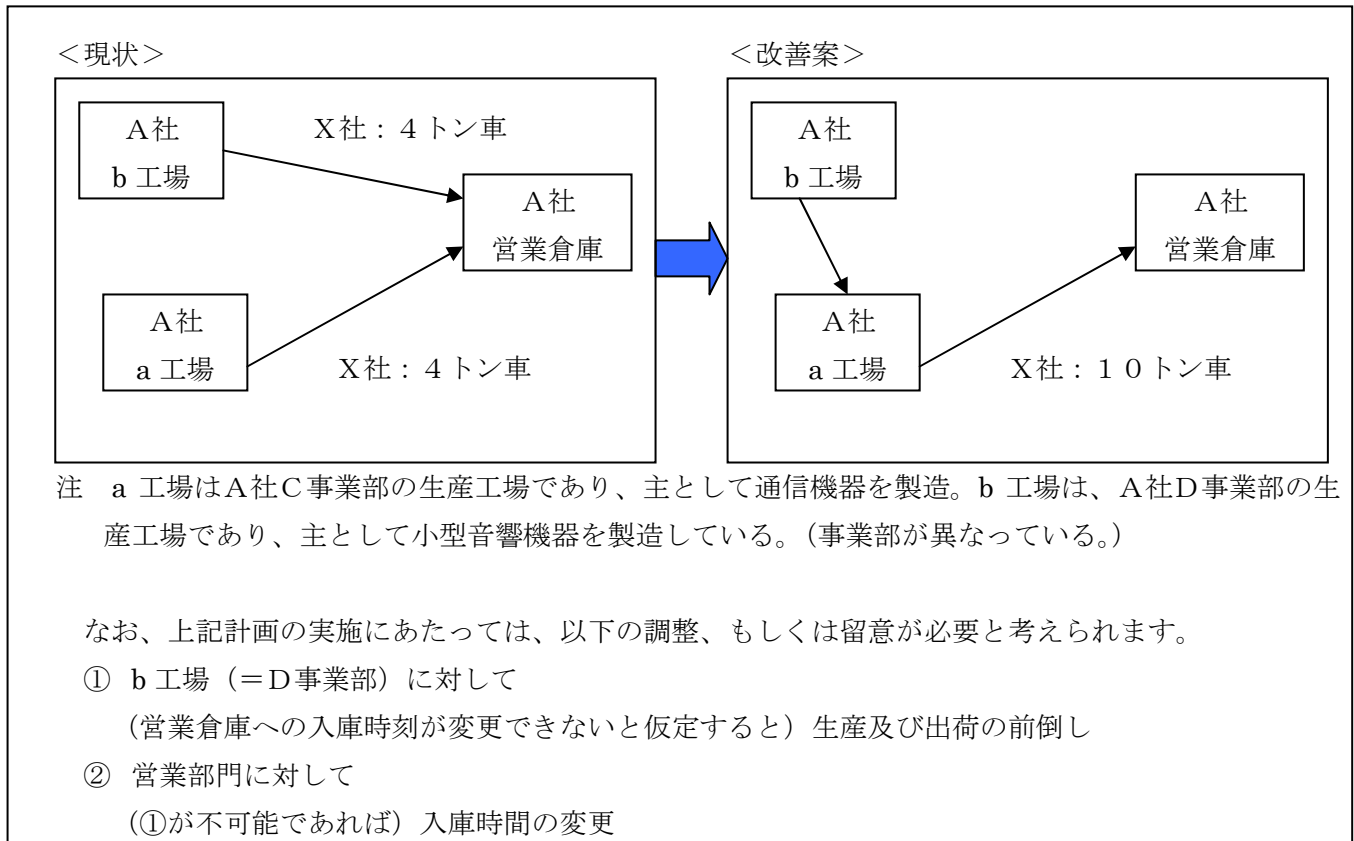 ＜現状＞
＜改善案＞
Ａ社
b 工場
Ｘ社：４トン車
Ａ社
営業倉庫
Ａ社
a 工場
Ｘ社：４トン車
Ａ社
b 工場
Ａ社
営業倉庫
Ａ社
a 工場
Ｘ社：１０トン車
注　a 工場はＡ社Ｃ事業部の生産工場であり、主として通信機器を製造。b 工場は、Ａ社Ｄ事業部の生
産工場であり、主として小型音響機器を製造している。（事業部が異なっている。）
なお、上記計画の実施にあたっては、以下の調整、もしくは留意が必要と考えられます。
① b 工場（＝Ｄ事業部）に対して
（営業倉庫への入庫時刻が変更できないと仮定すると）生産及び出荷の前倒し
② 営業部門に対して
（①が不可能であれば）入庫時間の変更